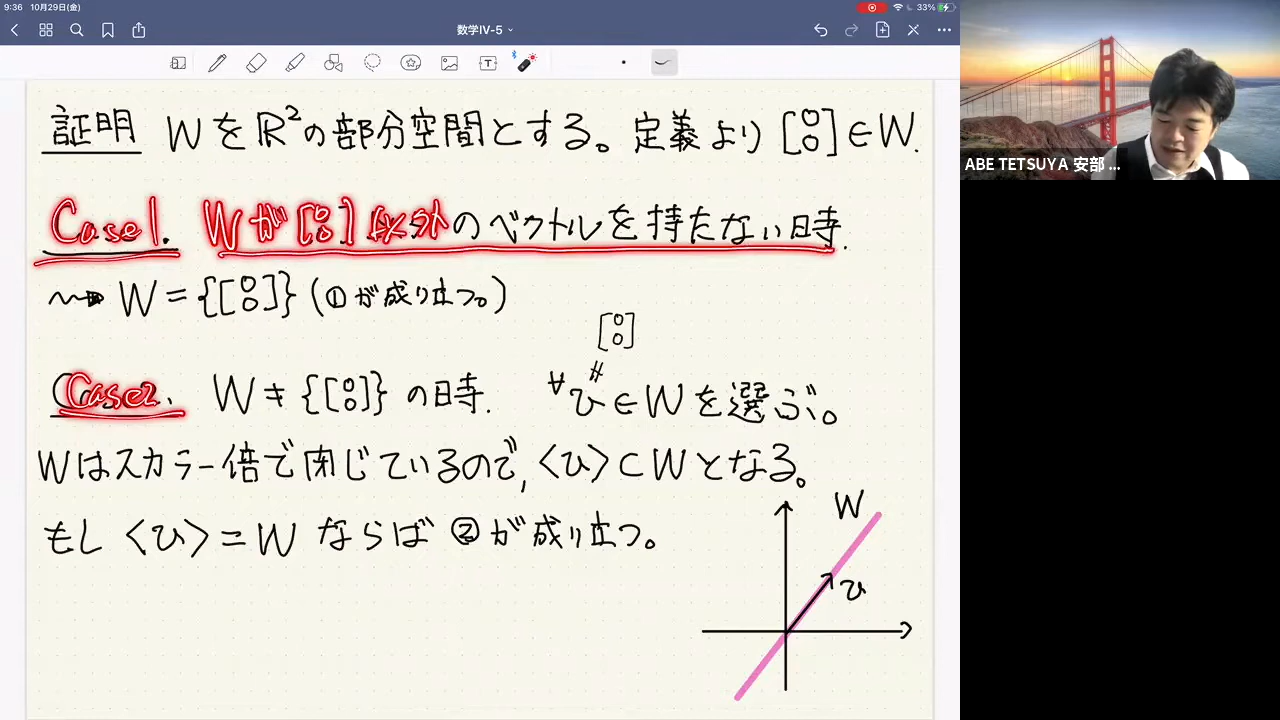 9:36 10月29日(金)
33%
数学IV-5
T
証明 WをR²の部分空間とする。定義より [0 0]∈W.
Case1. Wが[0 0]以外のベクトルを持たない時.
⇝ W={[0 0]} (①が成り立つ。)
[0 0]
≠
Case2. W≠{[0 0]} の時. ∀v∈Wを選ぶ。
Wはスカラー倍で閉じているので,〈v〉⊂Wとなる。
もし〈v〉=W ならば ②が成り立つ。
W
v
ABE TETSUYA 安部 ...